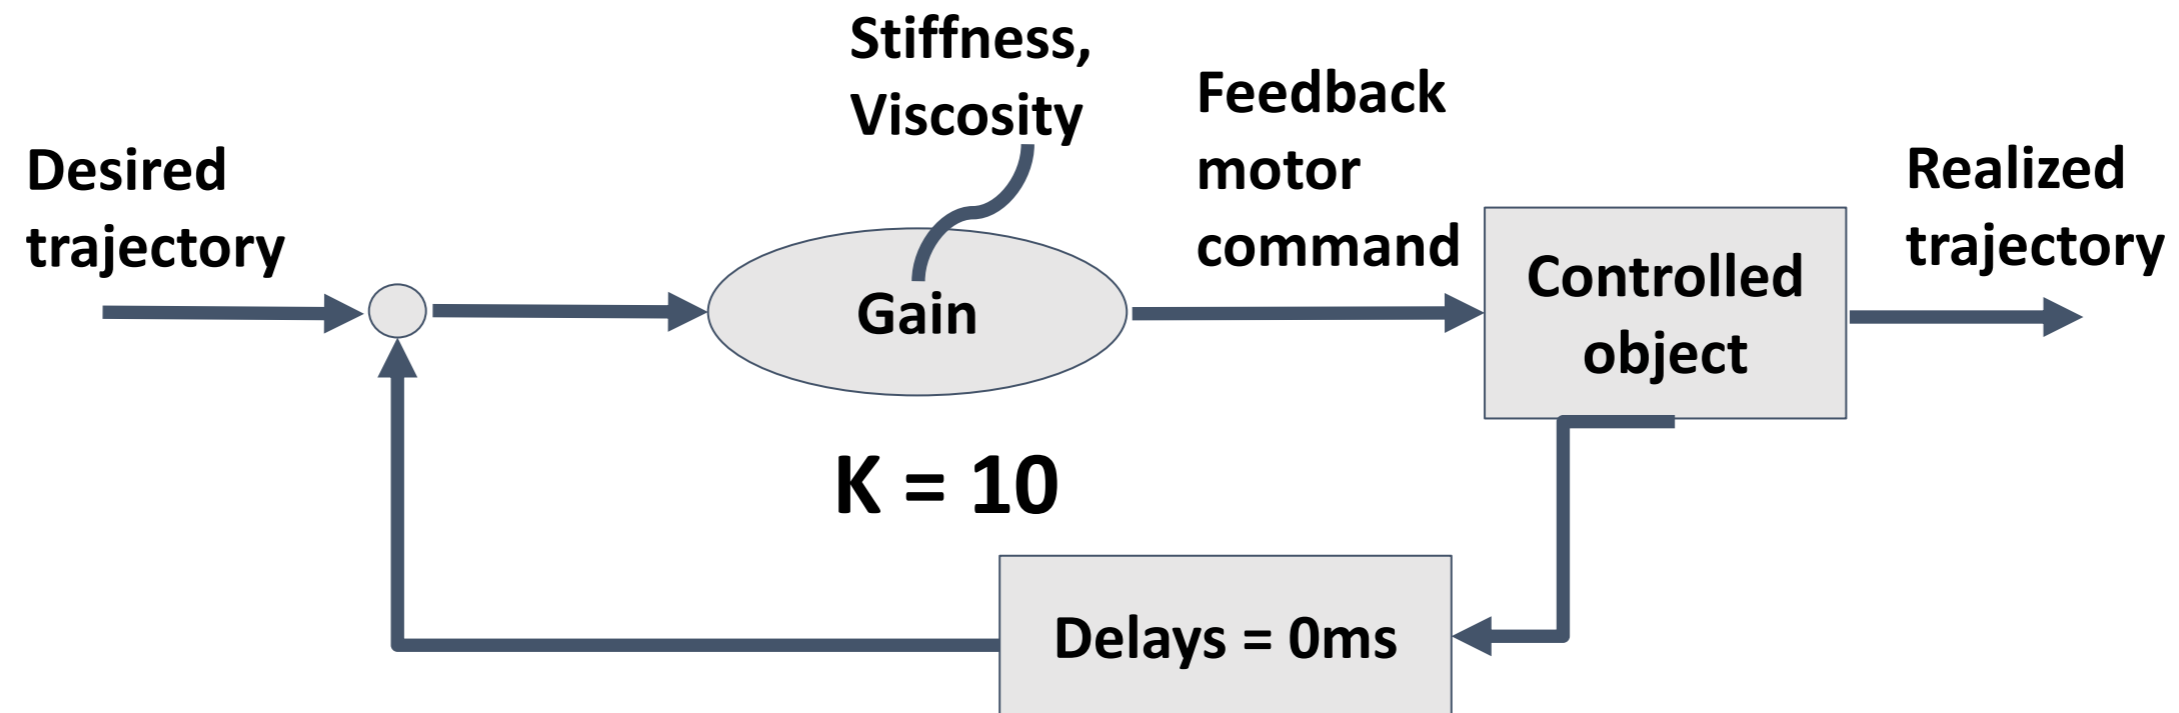 Stiffness,
Viscosity
Feedback
motor
command
Desired
trajectory
Realized
trajectory
Gain
Controlled
object
K = 10
Delays = 0ms